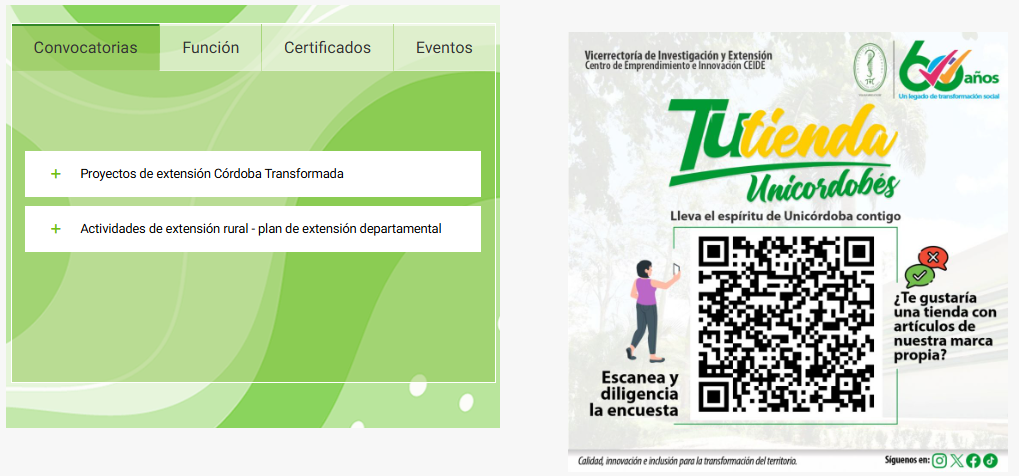 Convocatorias
Función
Certificados
Eventos
+ Proyectos de extensión Córdoba Transformada
+ Actividades de extensión rural - plan de extensión departamental
Vicerrectoría de Investigación y Extensión
Centro de Emprendimiento e Innovación CEIDE
60 años
Un legado de transformación social
Tu tienda
Unicordobés
Lleva el espíritu de Unicórdoba contigo
¿Te gustaría
una tienda con
artículos de
nuestra marca
propia?
Escanea y
diligencia
la encuesta
Calidad, innovación e inclusión para la transformación del territorio.
Síguenos en: